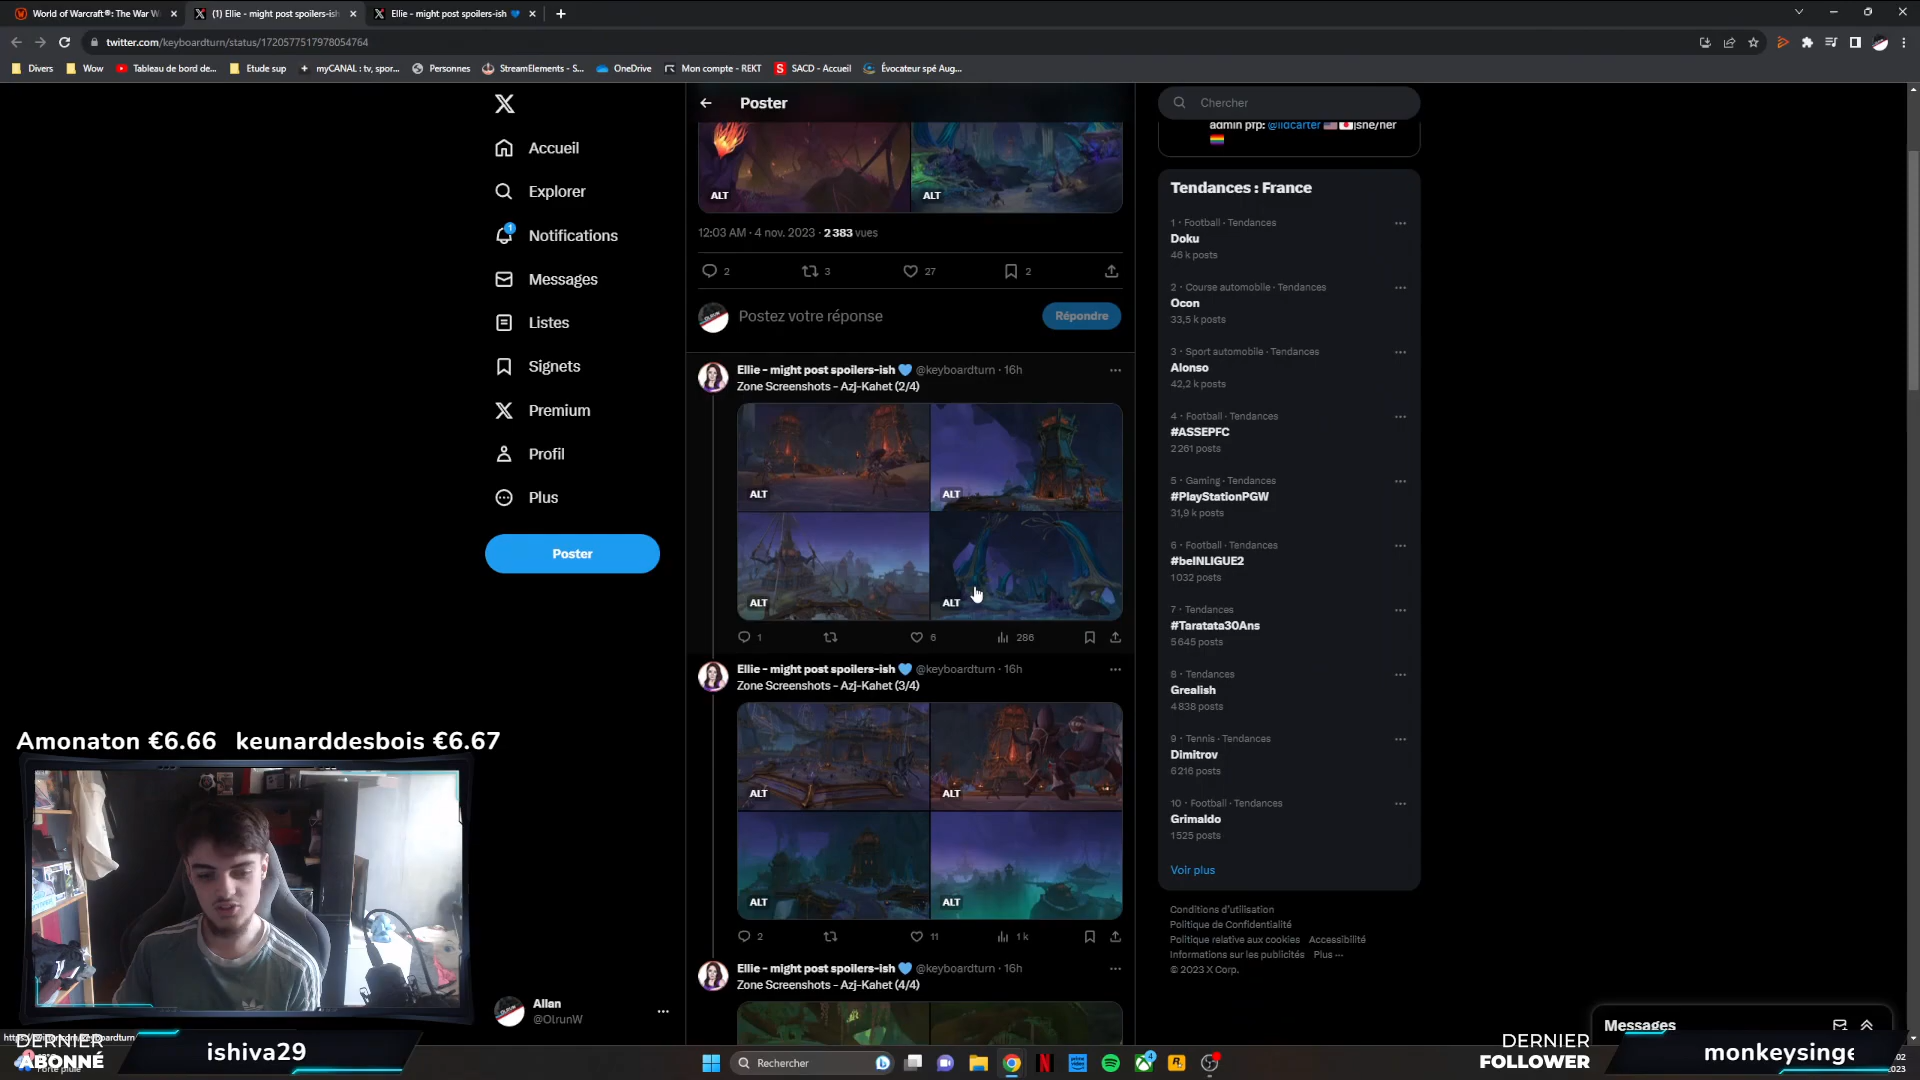 World of Warcraft®: The War W
(1) Ellie - might post spoilers-ish
Ellie - might post spoilers-ish 💙
twitter.com/keyboardturn/status/1720577517978054764
Divers
Wow
Tableau de bord de...
Etude sup
myCANAL : tv, spor...
Personnes
StreamElements - S...
OneDrive
Mon compte - REKT
SACD - Accueil
Évocateur spé Aug...
Accueil
Explorer
1
Notifications
Messages
Listes
Signets
Premium
Profil
Plus
Poster
Allan
@OlrunW
Poster
ALT
ALT
12:03 AM · 4 nov. 2023 · 2 383 vues
2
3
27
2
Postez votre réponse
Répondre
Ellie - might post spoilers-ish 💙 @keyboardturn · 16h
Zone Screenshots - Azj-Kahet (2/4)
ALT
ALT
ALT
ALT
1
6
286
Ellie - might post spoilers-ish 💙 @keyboardturn · 16h
Zone Screenshots - Azj-Kahet (3/4)
ALT
ALT
ALT
ALT
2
11
1 k
Ellie - might post spoilers-ish 💙 @keyboardturn · 16h
Zone Screenshots - Azj-Kahet (4/4)
Chercher
admin pfp: @iidcarter 🇺🇸🇯🇵|sne/ner
Tendances : France
1 · Football · Tendances
Doku
46 k posts
2 · Course automobile · Tendances
Ocon
33,5 k posts
3 · Sport automobile · Tendances
Alonso
42,2 k posts
4 · Football · Tendances
#ASSEPFC
2 261 posts
5 · Gaming · Tendances
#PlayStationPGW
31,9 k posts
6 · Football · Tendances
#beINLIGUE2
1 032 posts
7 · Tendances
#Taratata30Ans
5 645 posts
8 · Tendances
Grealish
4 838 posts
9 · Tennis · Tendances
Dimitrov
6 216 posts
10 · Football · Tendances
Grimaldo
1 525 posts
Voir plus
Conditions d'utilisation
Politique de Confidentialité
Politique relative aux cookies Accessibilité
Informations sur les publicités Plus ···
© 2023 X Corp.
Messages
Amonaton €6.66 keunarddesbois €6.67
https://twitter.com/keyboardturn
DERNIER
ABONNÉ
ishiva29
Rechercher
4
DERNIER
FOLLOWER
monkeysinge